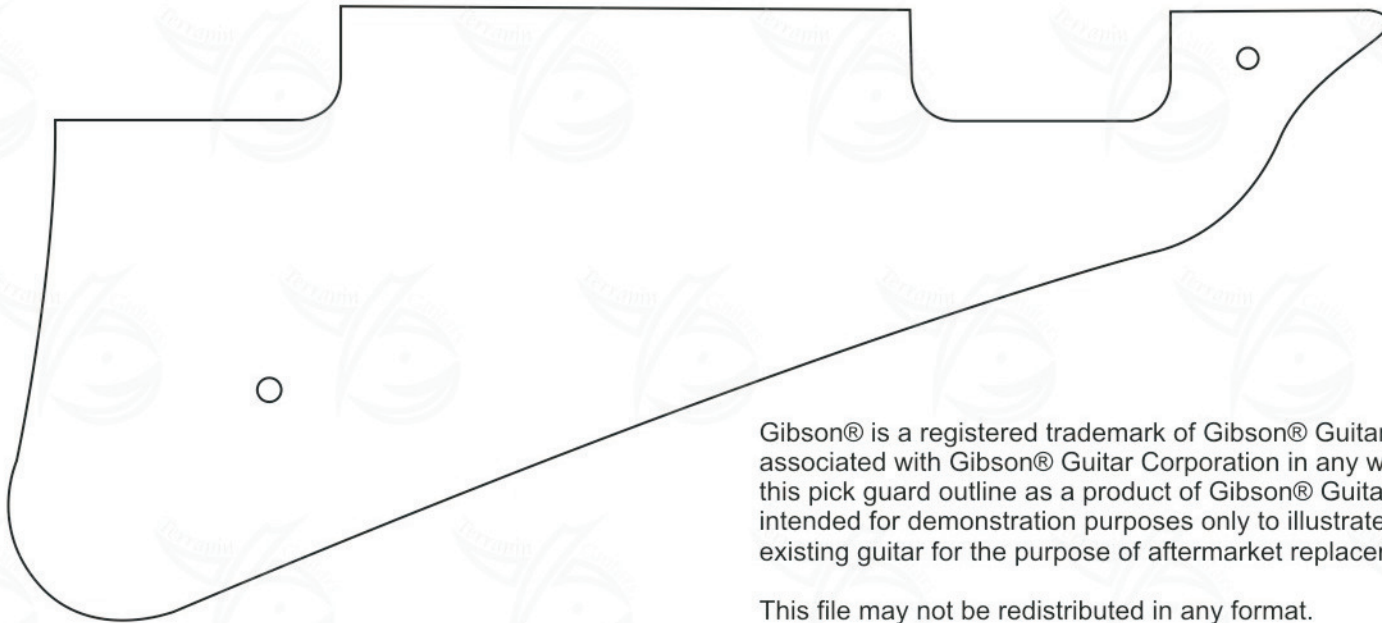 Gibson® is a registered trademark of Gibson® Guitar
associated with Gibson® Guitar Corporation in any
this pick guard outline as a product of Gibson®
intended for demonstration purposes only to illustrate
existing guitar for the purpose of aftermarket
This file may not be redistributed in any format.